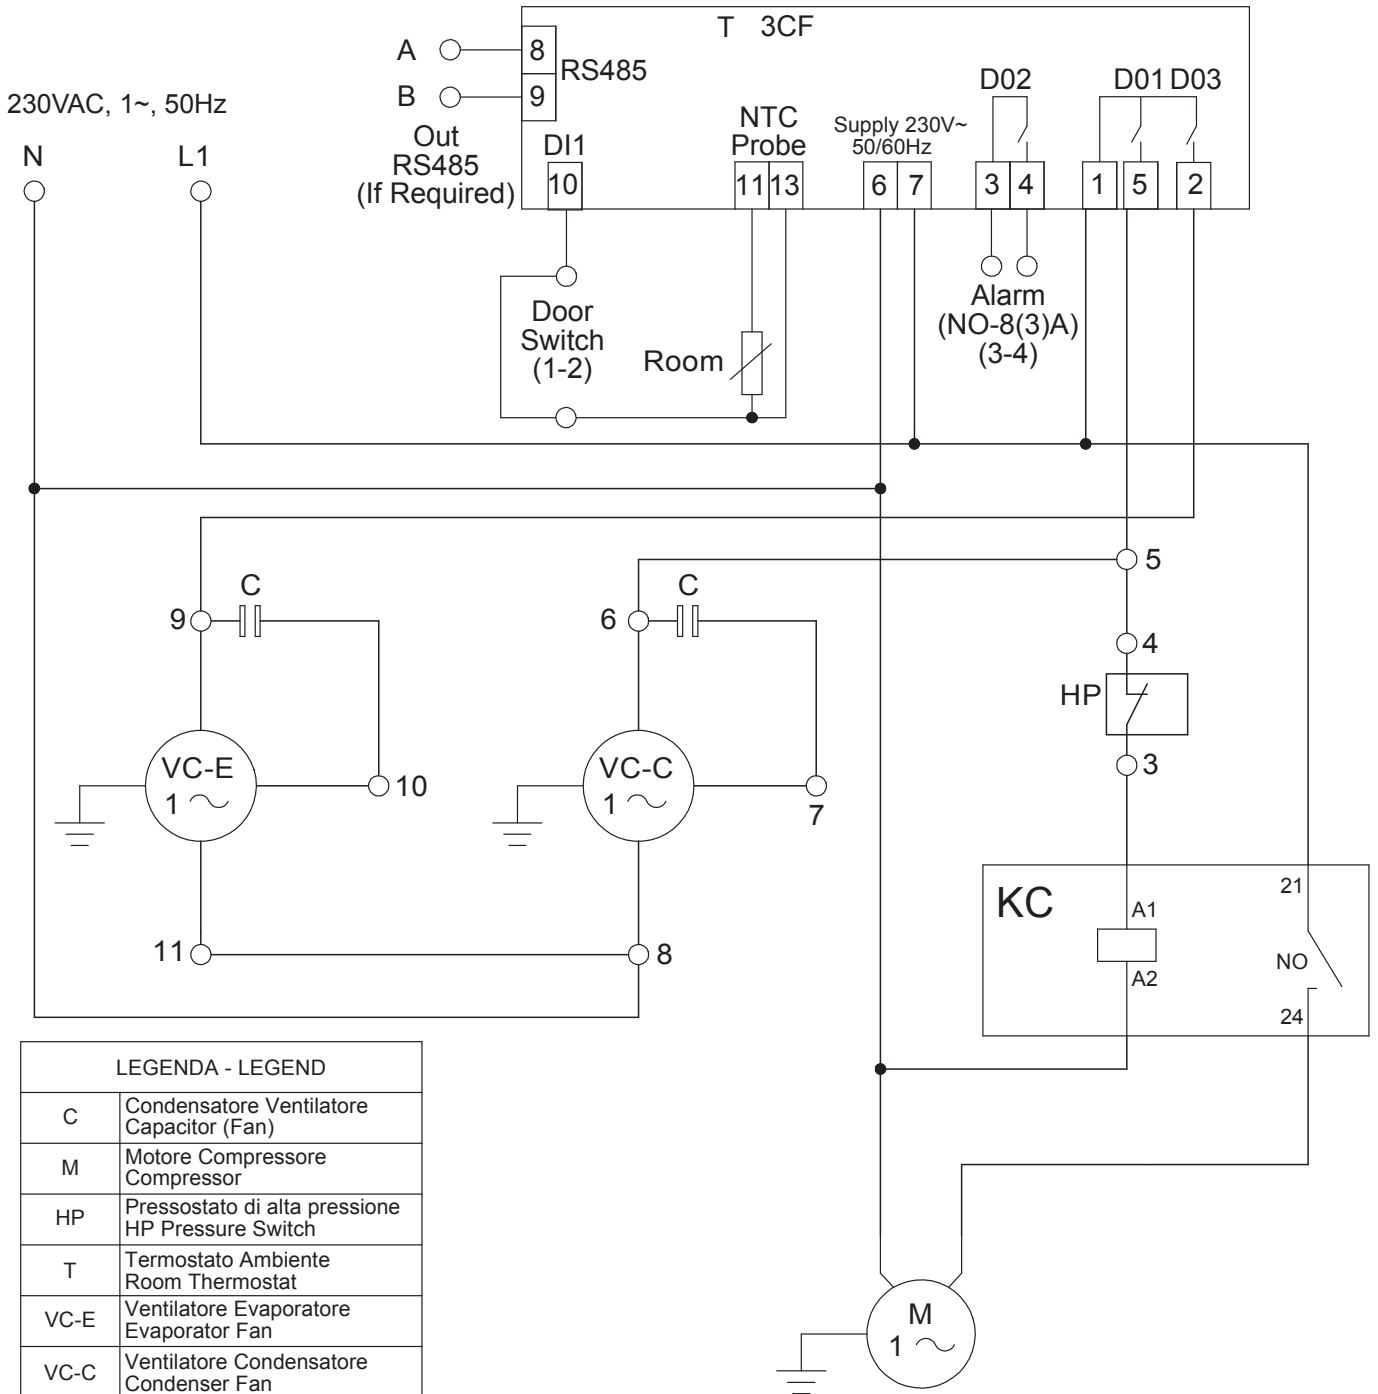 T 3CF
A
8
RS485
B
9
Out
RS485
(If Required)
230VAC, 1~, 50Hz
N
L1
DI1
10
NTC
Probe
11 13
Supply 230V~
50/60Hz
6 7
D02
3 4
D01 D03
1 5 2
Door
Switch
(1-2)
Room
Alarm
(NO-8(3)A)
(3-4)
5
4
HP
3
C
9
VC-E
1
10
11
C
6
VC-C
1
7
8
KC
A1
A2
21
NO
24
M
1
LEGENDA - LEGEND
C
Condensatore Ventilatore
Capacitor (Fan)
M
Motore Compressore
Compressor
HP
Pressostato di alta pressione
HP Pressure Switch
T
Termostato Ambiente
Room Thermostat
VC-E
Ventilatore Evaporatore
Evaporator Fan
VC-C
Ventilatore Condensatore
Condenser Fan